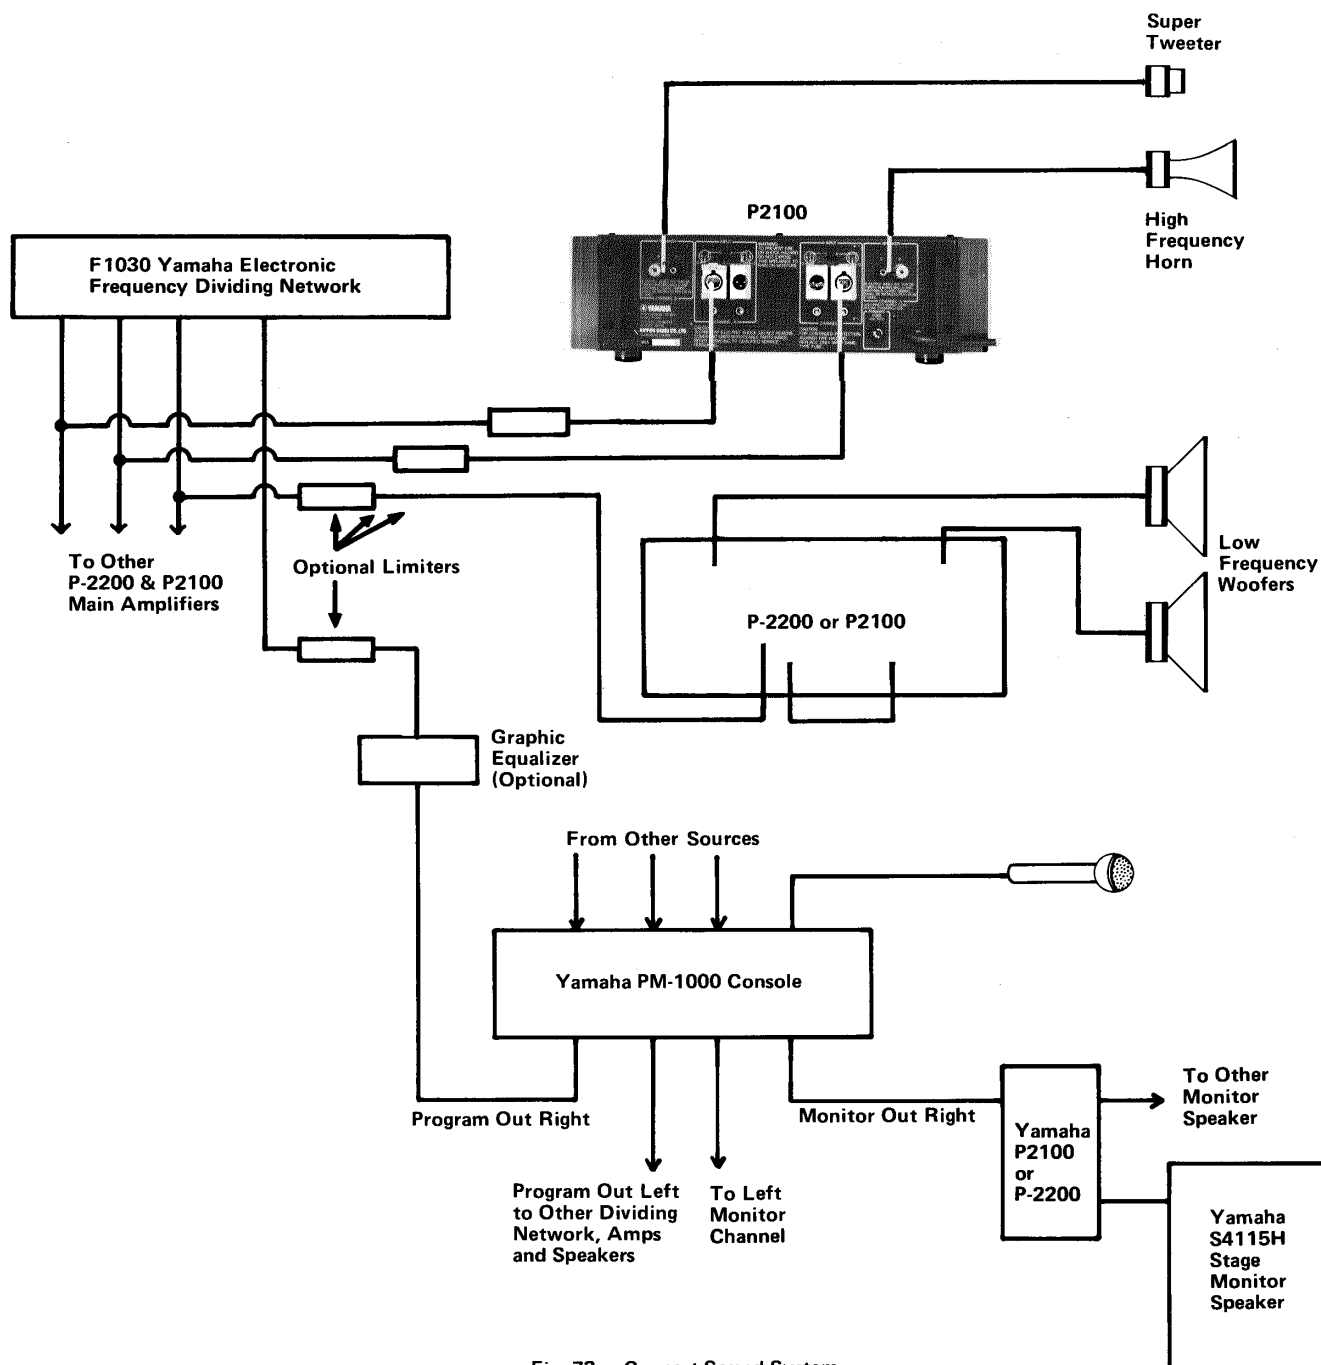 Super
Tweeter
P2100
High
Frequency
Horn
F1030 Yamaha Electronic
Frequency Dividing Network
YAMAHA
To Other
P-2200 & P2100
Main Amplifiers
Optional Limiters
Low
Frequency
Woofers
P-2200 or P2100
Graphic
Equalizer
(Optional)
From Other Sources
Yamaha PM-1000 Console
Program Out Right
Monitor Out Right
To Other
Monitor
Speaker
Yamaha
P2100
or
P-2200
Program Out Left
to Other Dividing
Network, Amps
and Speakers
To Left
Monitor
Channel
Yamaha
S4115H
Stage
Monitor
Speaker